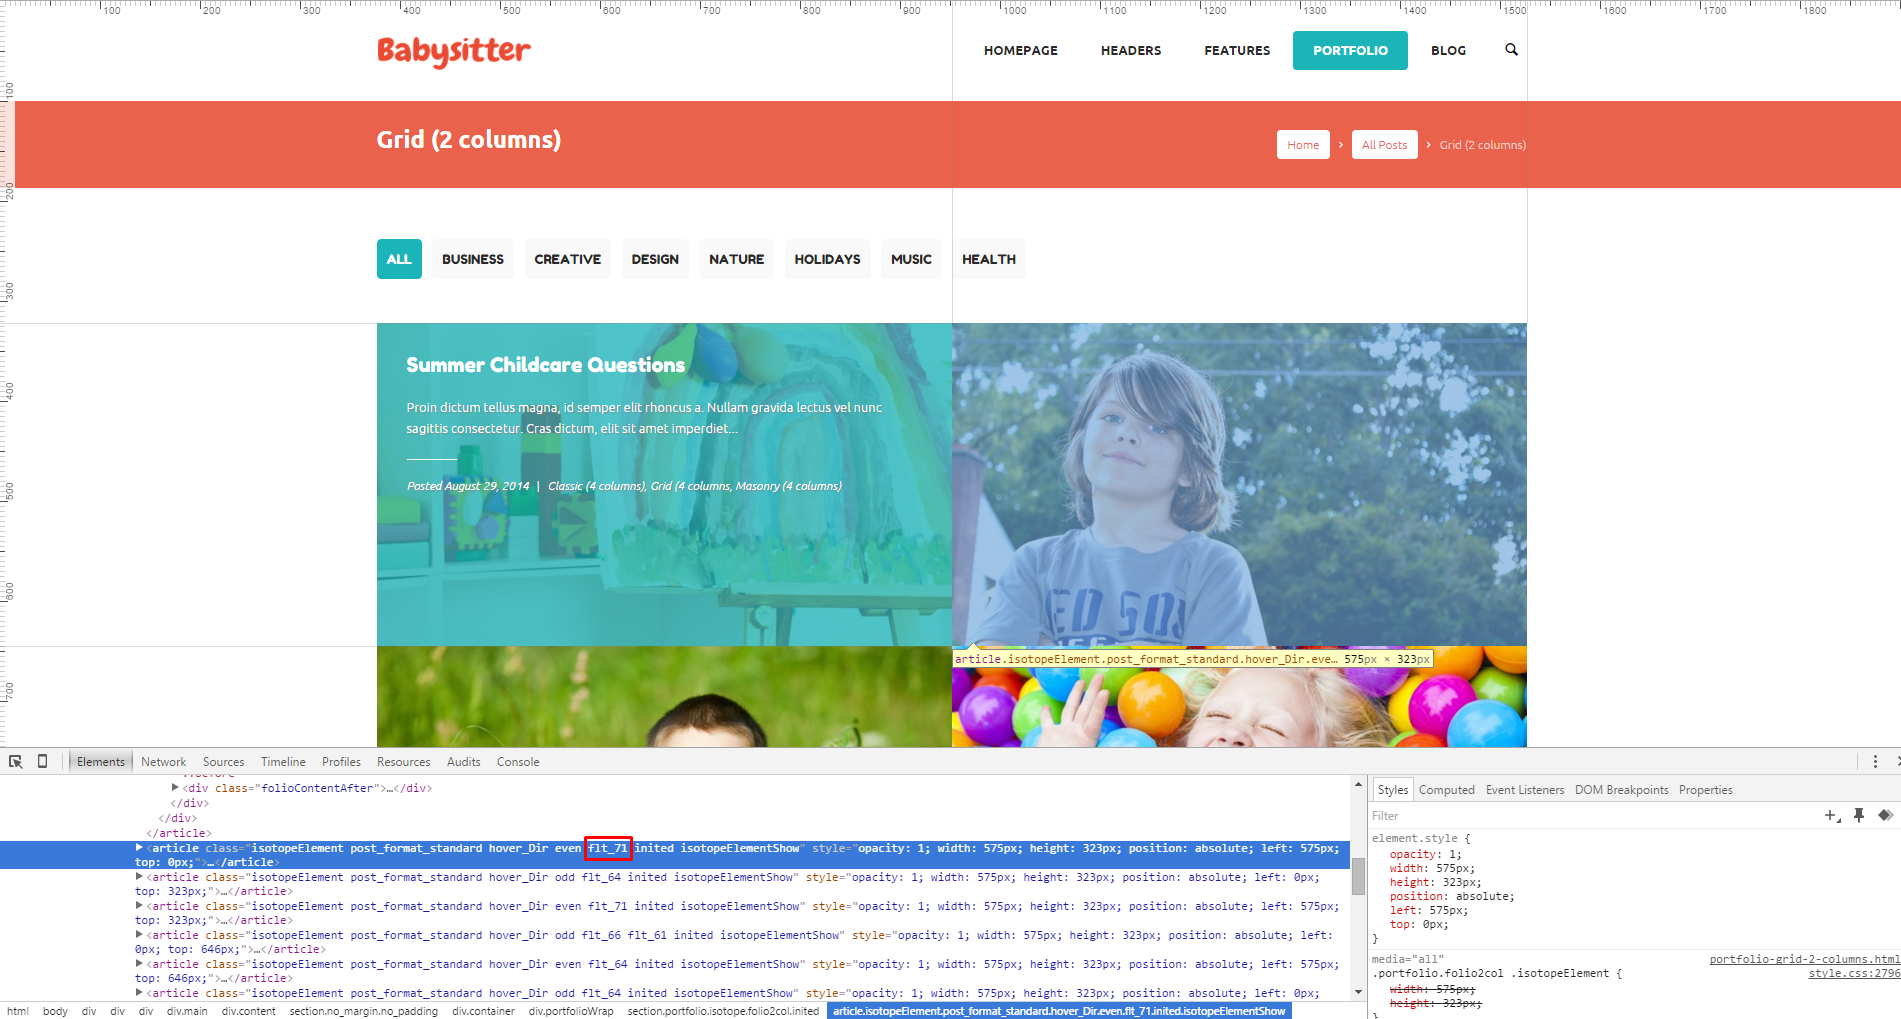 100 200 300 400 500 600 700 800 900 1000 1100 1200 1300 1400 1500 1600 1700 1800
Babysitter
HOMEPAGE HEADERS FEATURES PORTFOLIO BLOG
100
Grid (2 columns)
Home › All Posts › Grid (2 columns)
200
ALL BUSINESS CREATIVE DESIGN NATURE HOLIDAYS MUSIC HEALTH
300
Summer Childcare Questions
400
Proin dictum tellus magna, id semper elit rhoncus a. Nullam gravida lectus vel nunc
sagittis consectetur. Cras dictum, elit sit amet imperdiet...
Posted August 29, 2014 | Classic (4 columns), Grid (4 columns, Masonry (4 columns)
500
600
article.isotopeElement.post_format_standard.hover_Dir.eve… 575px × 323px
700
Elements Network Sources Timeline Profiles Resources Audits Console
::before
<div class="folioContentAfter">…</div>
</div>
</div>
</article>
<article class="isotopeElement post_format_standard hover_Dir even flt_71 inited isotopeElementShow" style="opacity: 1; width: 575px; height: 323px; position: absolute; left: 575px;
top: 0px;">…</article>
<article class="isotopeElement post_format_standard hover_Dir odd flt_64 inited isotopeElementShow" style="opacity: 1; width: 575px; height: 323px; position: absolute; left: 0px;
top: 323px;">…</article>
<article class="isotopeElement post_format_standard hover_Dir even flt_71 inited isotopeElementShow" style="opacity: 1; width: 575px; height: 323px; position: absolute; left: 575px;
top: 323px;">…</article>
<article class="isotopeElement post_format_standard hover_Dir odd flt_66 flt_61 inited isotopeElementShow" style="opacity: 1; width: 575px; height: 323px; position: absolute; left:
0px; top: 646px;">…</article>
<article class="isotopeElement post_format_standard hover_Dir even flt_64 inited isotopeElementShow" style="opacity: 1; width: 575px; height: 323px; position: absolute; left: 575px;
top: 646px;">…</article>
<article class="isotopeElement post_format_standard hover_Dir odd flt_64 inited isotopeElementShow" style="opacity: 1; width: 575px; height: 323px; position: absolute; left: 0px;
html body div div div div.main div.content section.no_margin.no_padding div.container div.portfolioWrap section.portfolio.isotope.folio2col.inited article.isotopeElement.post_format_standard.hover_Dir.even.flt_71.inited.isotopeElementShow
Styles Computed Event Listeners DOM Breakpoints Properties
Filter
element.style {
opacity: 1;
width: 575px;
height: 323px;
position: absolute;
left: 575px;
top: 0px;
}
media="all" portfolio-grid-2-columns.html
.portfolio.folio2col .isotopeElement { style.css:2796
width: 575px;
height: 323px;
}